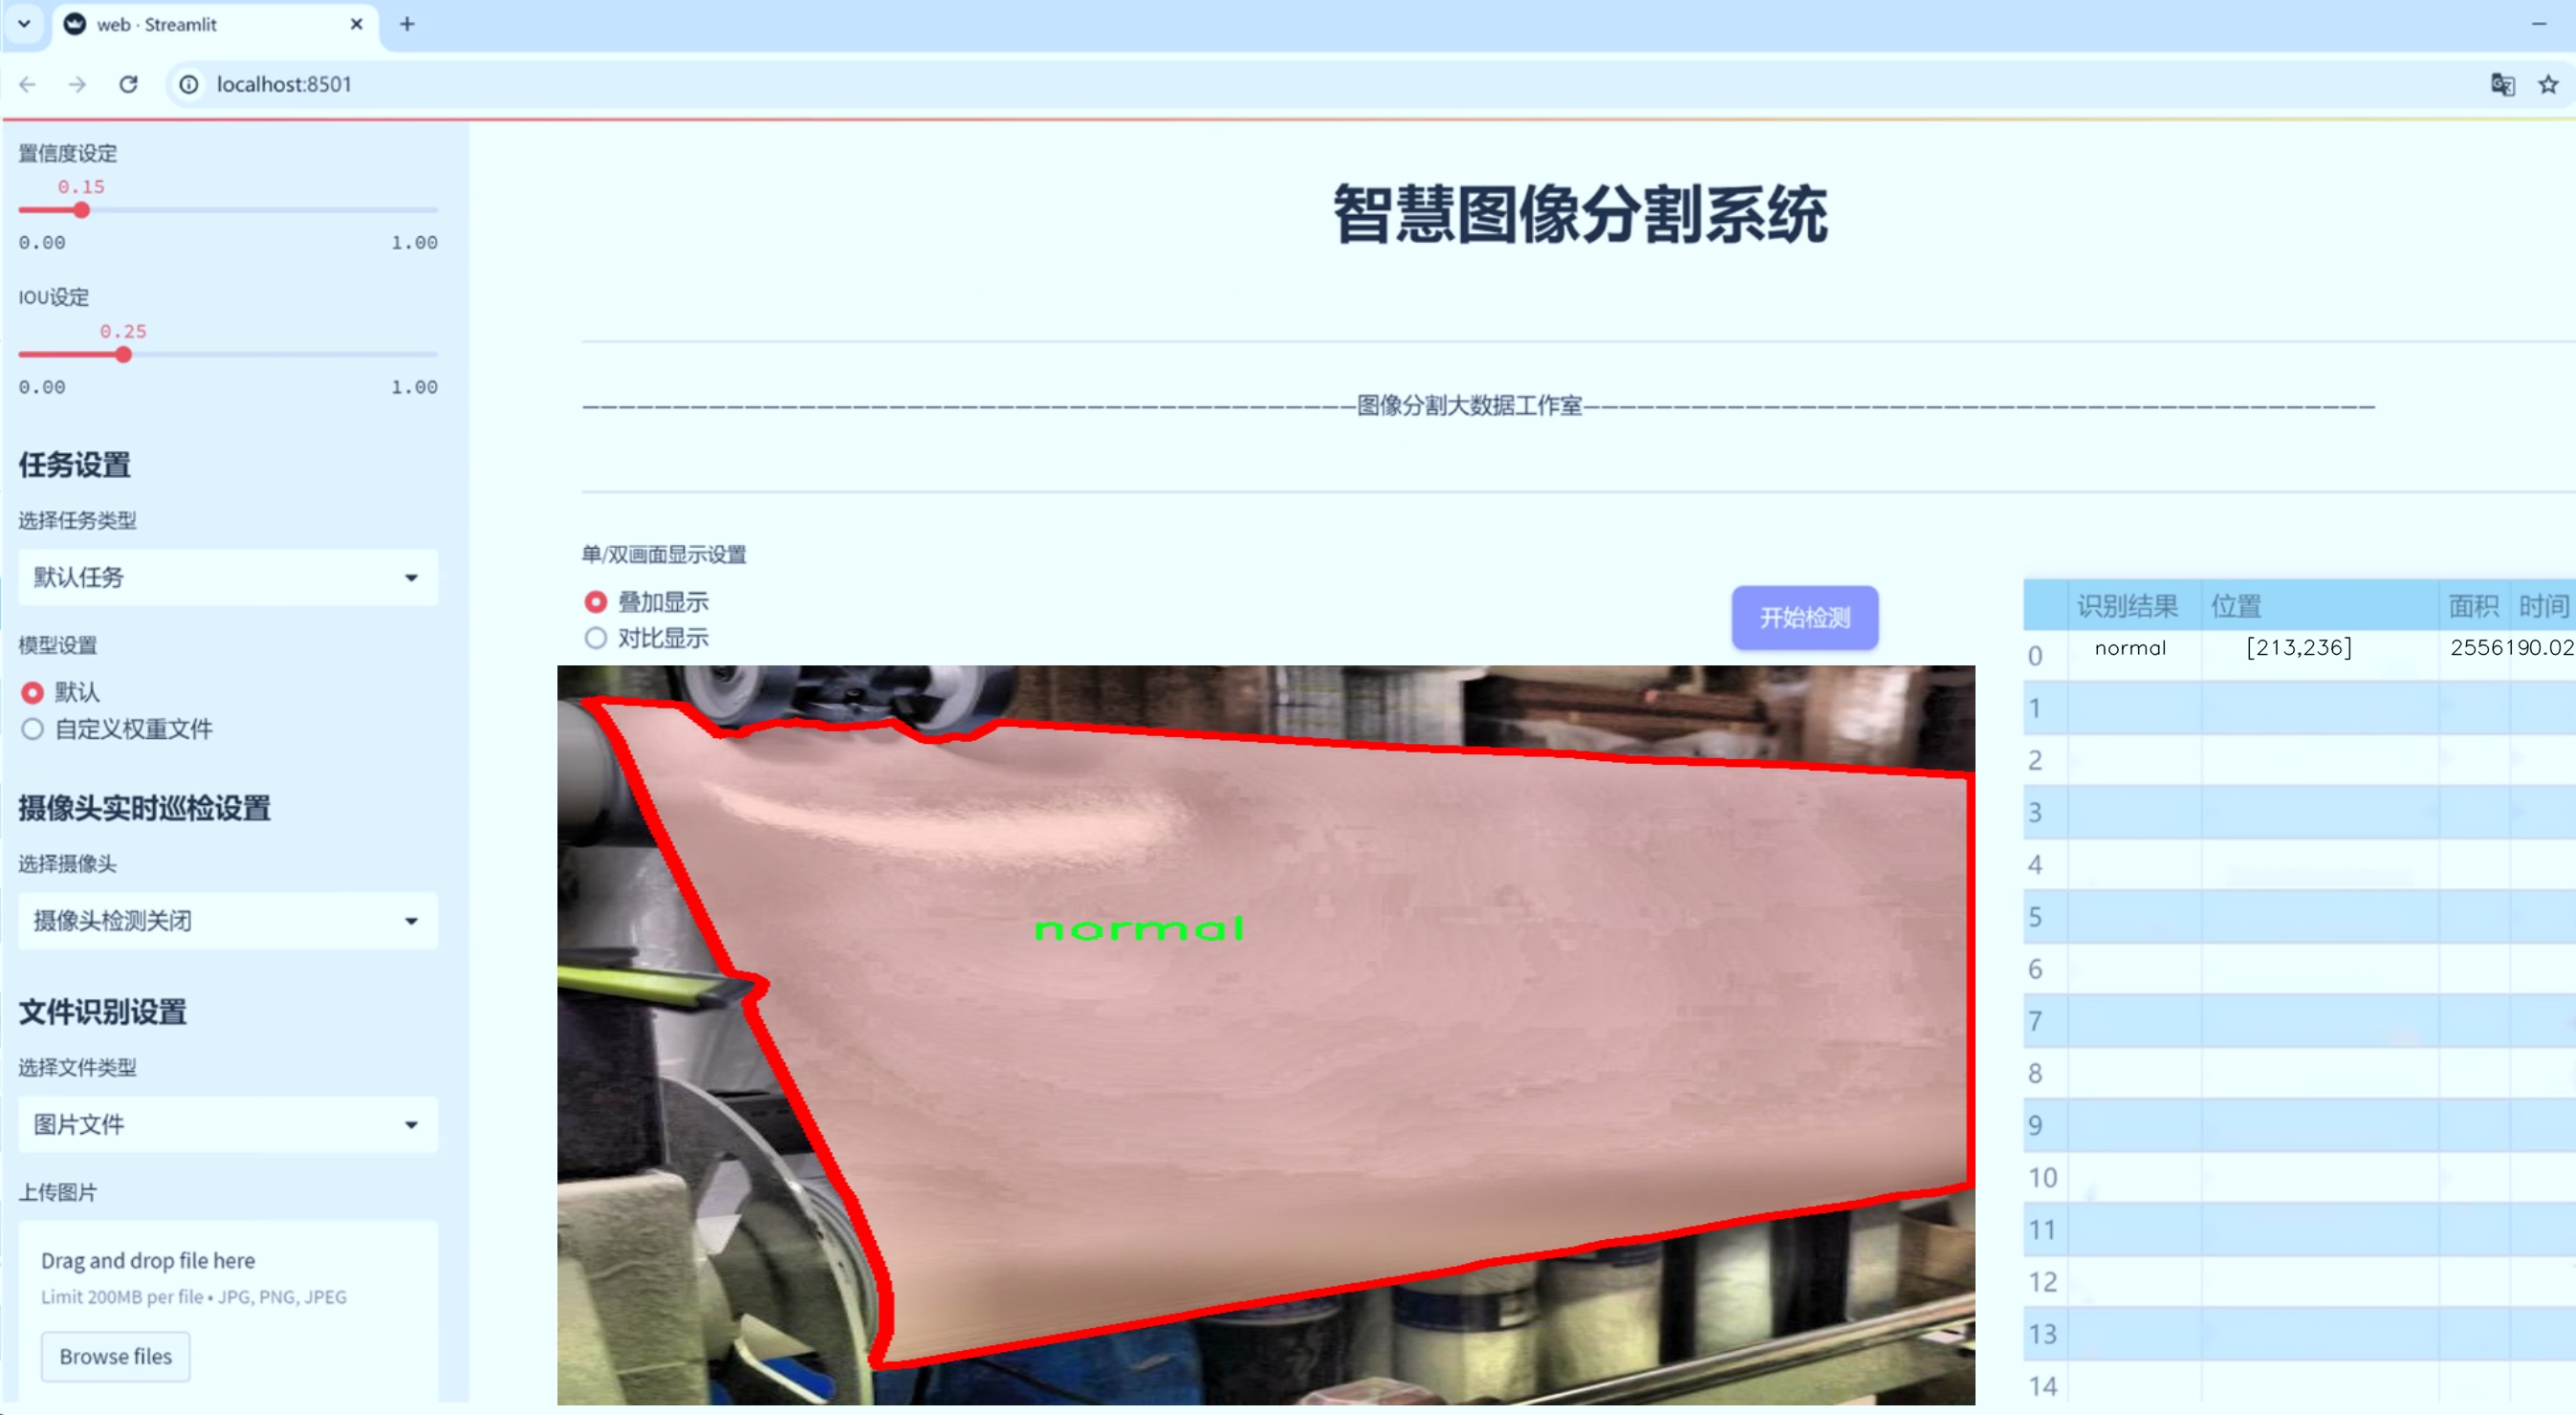 web · Streamlit
localhost:8501
置信度设定
0.15
0.00 1.00
IOU设定
0.25
0.00 1.00
任务设置
选择任务类型
默认任务
模型设置
默认
自定义权重文件
摄像头实时巡检设置
选择摄像头
摄像头检测关闭
文件识别设置
选择文件类型
图片文件
上传图片
Drag and drop file here
Limit 200MB per file • JPG, PNG, JPEG
Browse files
智慧图像分割系统
———————————————————————————————————————————图像分割大数据工作室————————————————————————————————————————————
单/双画面显示设置
叠加显示
对比显示
开始检测
normal
识别结果 位置 面积 时间
0 normal [213,236] 2556190.02
1
2
3
4
5
6
7
8
9
10
11
12
13
14